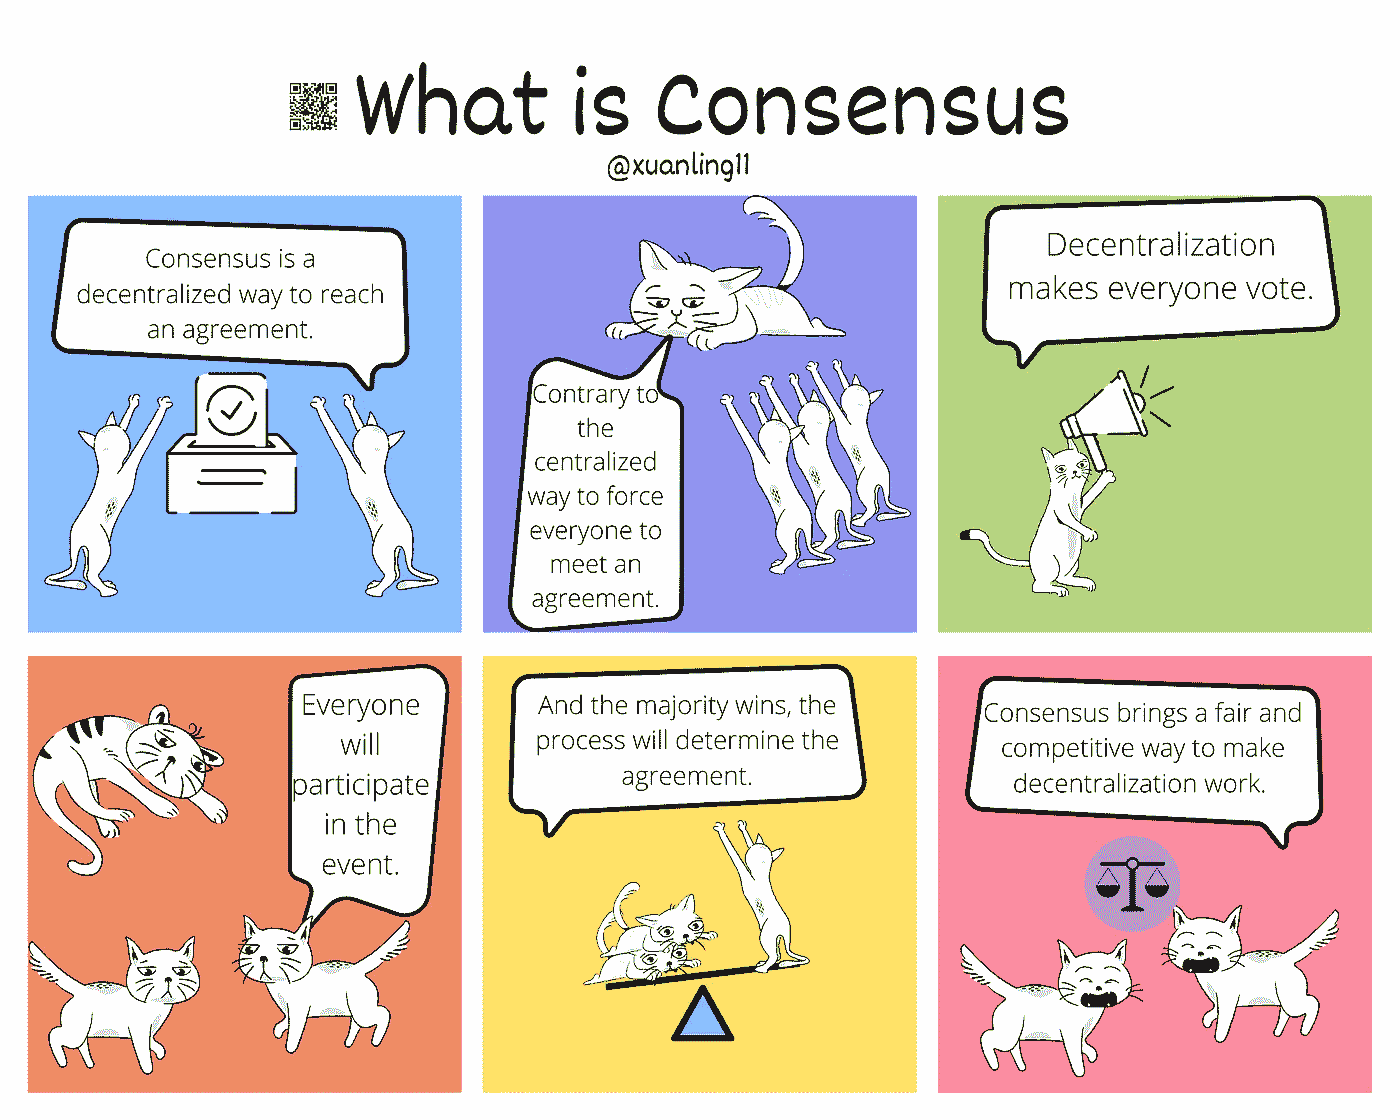 What is Consensus
@xuanling11
Consensus is a
decentralized way to reach
an agreement.
Contrary to
the
centralized
way to force
everyone to
meet an
agreement.
Decentralization
makes everyone vote.
Everyone
will
participate
in the
event.
And the majority wins, the
process will determine the
agreement.
Consensus brings a fair and
competitive way to make
decentralization work.